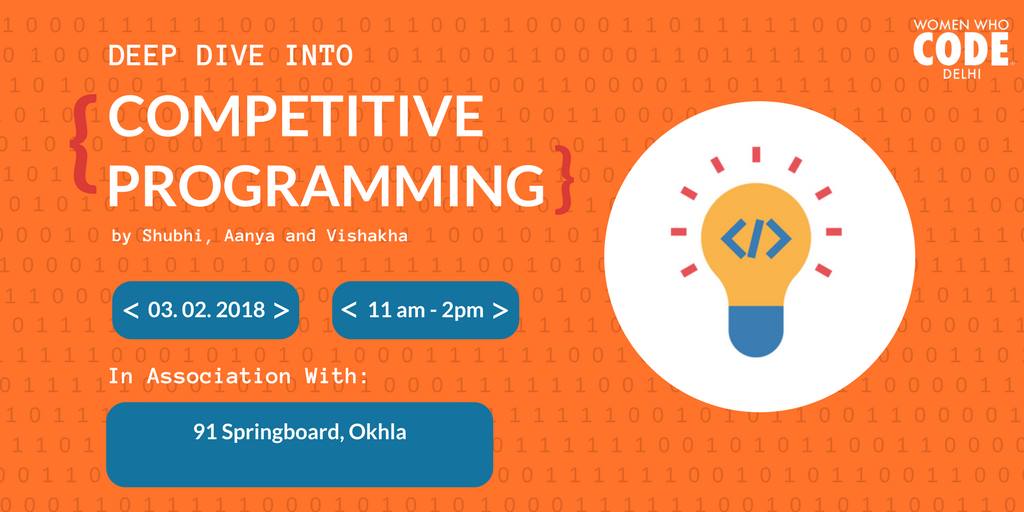 WOMEN WHO
CODE
DELHI
DEEP DIVE INTO
{ COMPETITIVE
PROGRAMMING }
by Shubhi, Aanya and Vishakha
< 03. 02. 2018 >
< 11 am - 2pm >
</>
In Association With:
91 Springboard, Okhla